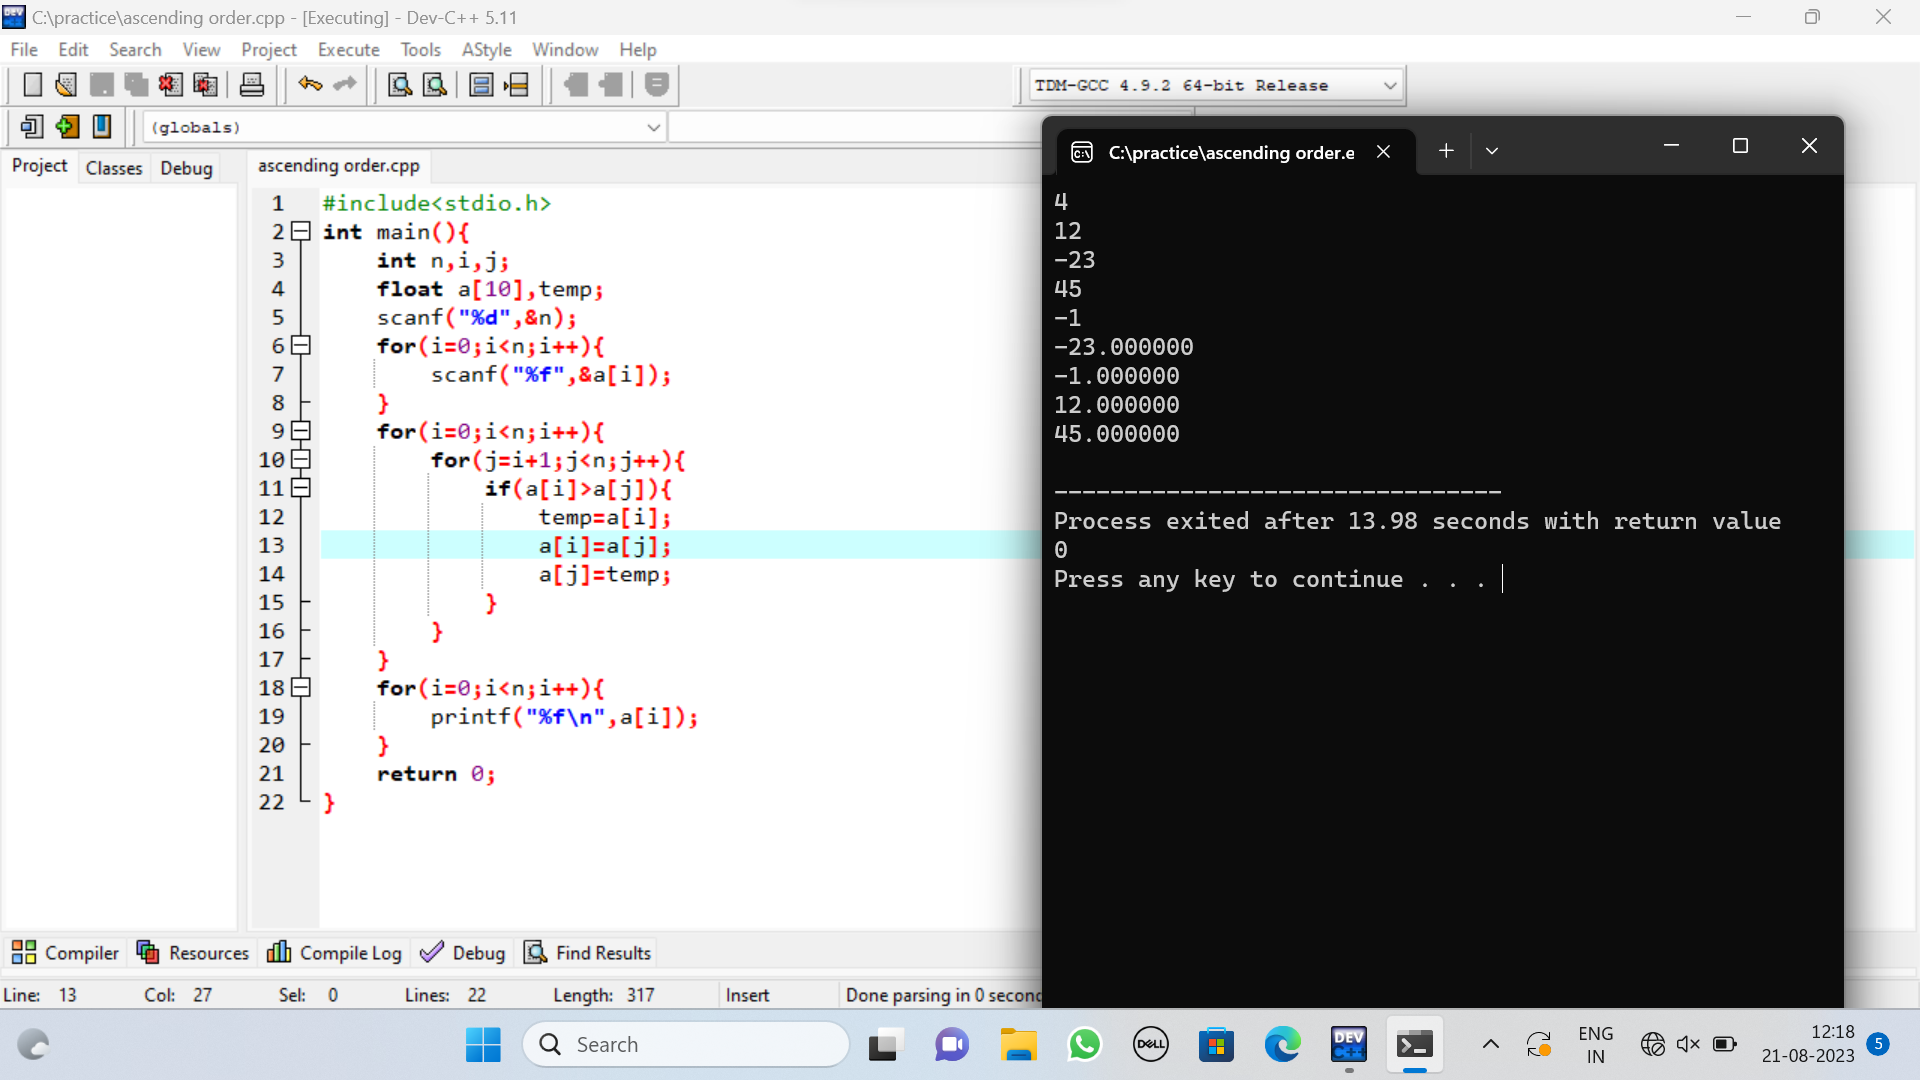 C:\practice\ascending order.cpp - [Executing] - Dev-C++ 5.11
File Edit Search View Project Execute Tools AStyle Window Help
TDM-GCC 4.9.2 64-bit Release
(globals)
Project Classes Debug
ascending order.cpp
1 #include<stdio.h>
2 int main(){
3     int n,i,j;
4     float a[10],temp;
5     scanf("%d",&n);
6     for(i=0;i<n;i++){
7         scanf("%f",&a[i]);
8     }
9     for(i=0;i<n;i++){
10         for(j=i+1;j<n;j++){
11             if(a[i]>a[j]){
12                 temp=a[i];
13                 a[i]=a[j];
14                 a[j]=temp;
15             }
16         }
17     }
18     for(i=0;i<n;i++){
19         printf("%f\n",a[i]);
20     }
21     return 0;
22 }
C:\practice\ascending order.e
4
12
-23
45
-1
-23.000000
-1.000000
12.000000
45.000000
--------------------------------
Process exited after 13.98 seconds with return value
0
Press any key to continue . . .
Compiler Resources Compile Log Debug Find Results
Line: 13 Col: 27 Sel: 0 Lines: 22 Length: 317 Insert Done parsing in 0 secon
DEV
Search
DELL
DEV
C++
ENG
IN
12:18
21-08-2023
5